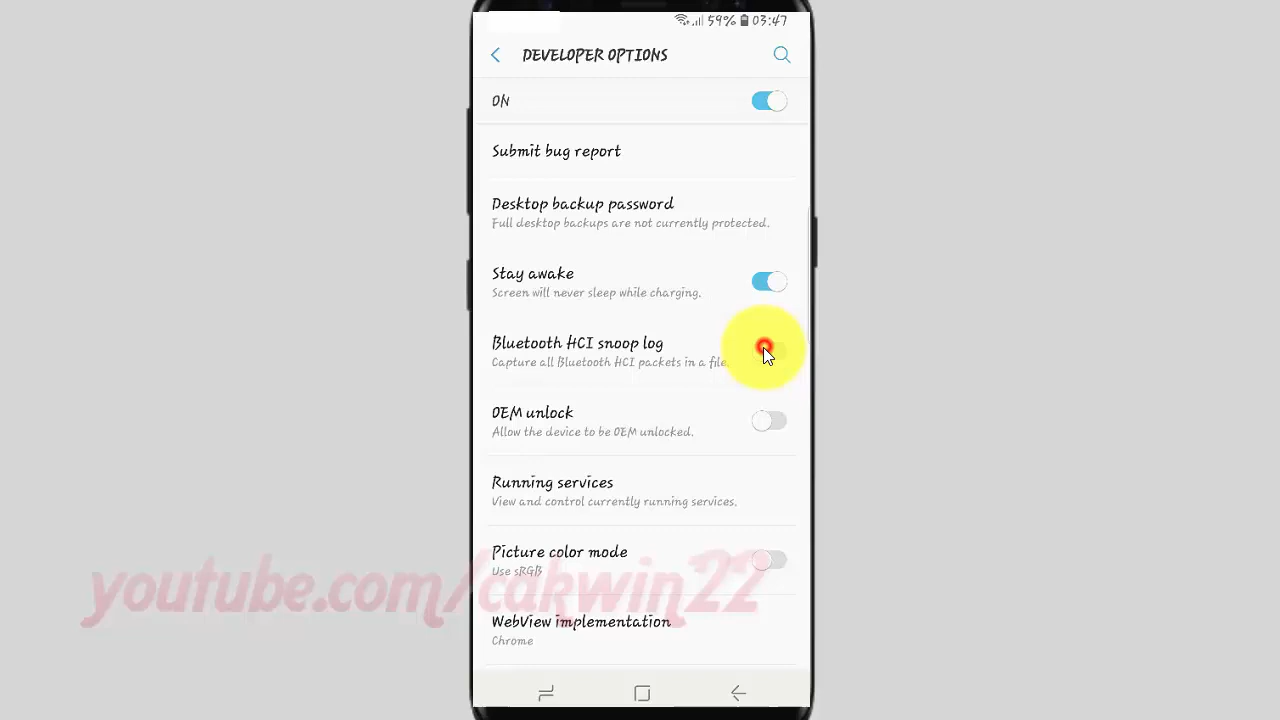 59% 03:47
DEVELOPER OPTIONS
ON
Submit bug report
Desktop backup password
Full desktop backups are not currently protected.
Stay awake
Screen will never sleep while charging.
Bluetooth HCI snoop log
Capture all Bluetooth HCI packets in a file.
OEM unlock
Allow the device to be OEM unlocked.
Running services
View and control currently running services.
Picture color mode
Use sRGB
youtube.com/cakwin22
WebView implementation
Chrome